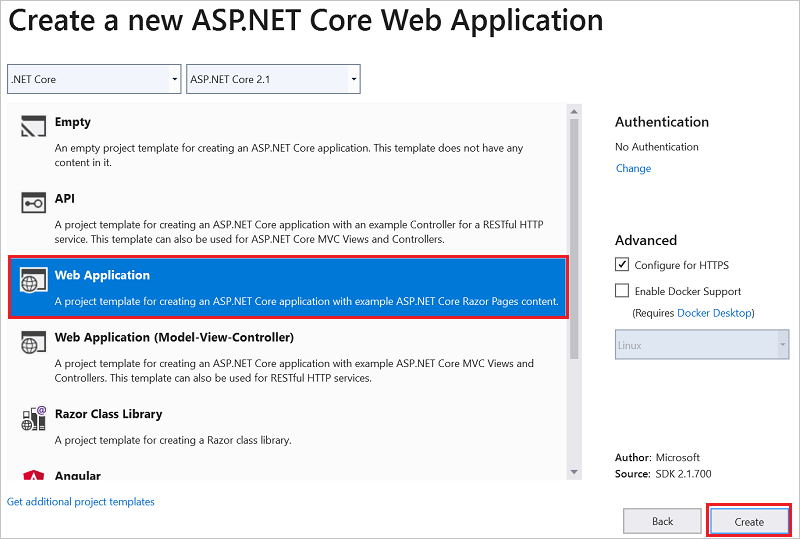 Create a new ASP.NET Core Web Application
.NET Core
ASP.NET Core 2.1
Empty
An empty project template for creating an ASP.NET Core application. This template does not have any
content in it.
API
A project template for creating an ASP.NET Core application with an example Controller for a RESTful HTTP
service. This template can also be used for ASP.NET Core MVC Views and Controllers.
Web Application
A project template for creating an ASP.NET Core application with example ASP.NET Core Razor Pages content.
Web Application (Model-View-Controller)
A project template for creating an ASP.NET Core application with example ASP.NET Core MVC Views and
Controllers. This template can also be used for RESTful HTTP services.
Razor Class Library
A project template for creating a Razor class library.
Angular
Get additional project templates
Authentication
No Authentication
Change
Advanced
Configure for HTTPS
Enable Docker Support
(Requires Docker Desktop)
Linux
Author: Microsoft
Source: SDK 2.1.700
Back
Create